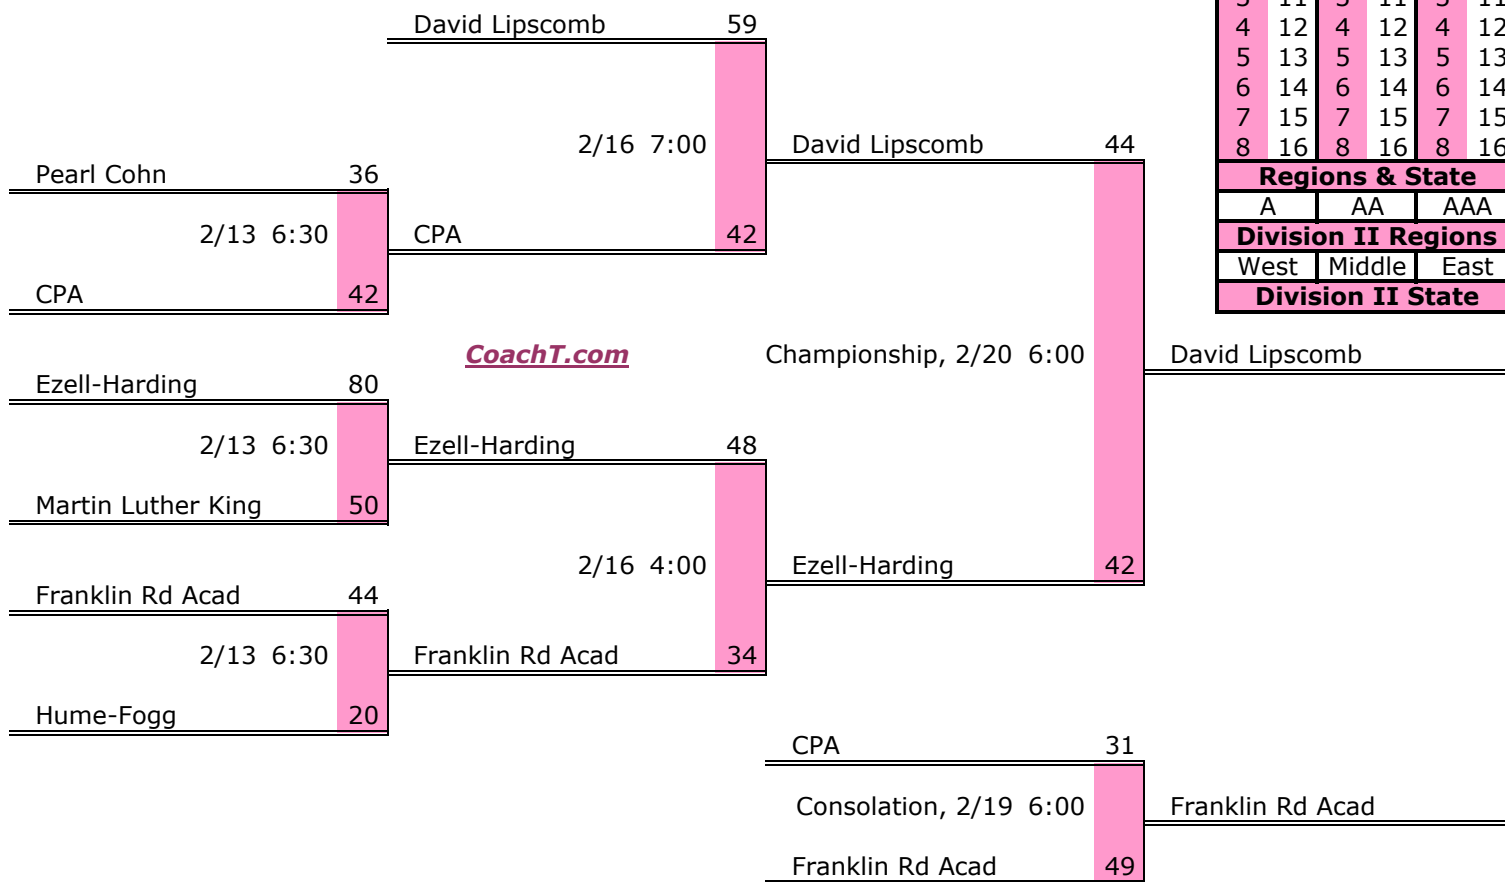 David Lipscomb 59
3 11 3 11 3 11
4 12 4 12 4 12
5 13 5 13 5 13
6 14 6 14 6 14
7 15 7 15 7 15
2/16 7:00 David Lipscomb 44
8 16 8 16 8 16
Pearl Cohn 36
Regions & State
A AA AAA
2/13 6:30 CPA 42
Division II Regions
West Middle East
CPA 42
Division II State
CoachT.com Championship, 2/20 6:00 David Lipscomb
Ezell-Harding 80
2/13 6:30 Ezell-Harding 48
Martin Luther King 50
2/16 4:00 Ezell-Harding 42
Franklin Rd Acad 44
2/13 6:30 Franklin Rd Acad 34
Hume-Fogg 20
CPA 31
Consolation, 2/19 6:00 Franklin Rd Acad
Franklin Rd Acad 49